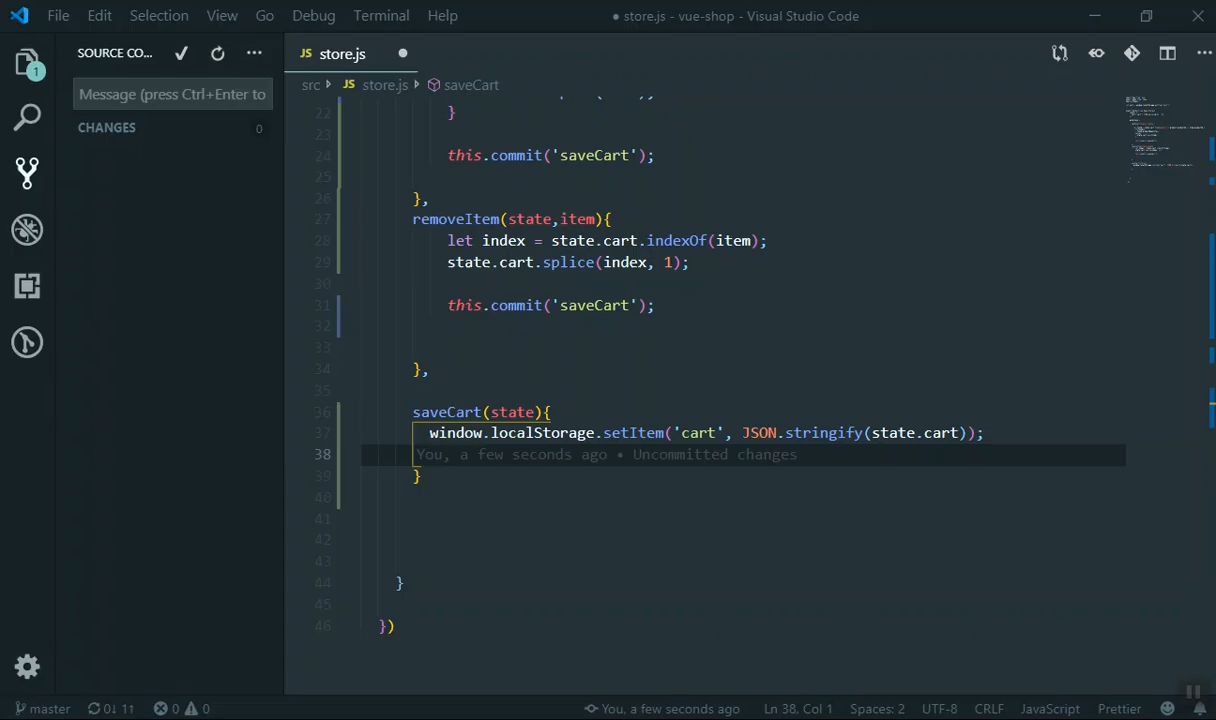 File Edit Selection View Go Debug Terminal Help
● store.js - vue-shop - Visual Studio Code
1
SOURCE CO...
Message (press Ctrl+Enter to
CHANGES 0
JS store.js
src JS store.js saveCart
22 }
23
24 this.commit('saveCart');
25
26 },
27 removeItem(state,item){
28 let index = state.cart.indexOf(item);
29 state.cart.splice(index, 1);
30
31 this.commit('saveCart');
32
33
34 },
35
36 saveCart(state){
37 window.localStorage.setItem('cart', JSON.stringify(state.cart));
38 You, a few seconds ago • Uncommitted changes
39 }
40
41
42
43
44 }
45
46 })
master 0↓ 1↑ 0 0 You, a few seconds ago Ln 38, Col 1 Spaces: 2 UTF-8 CRLF JavaScript Prettier